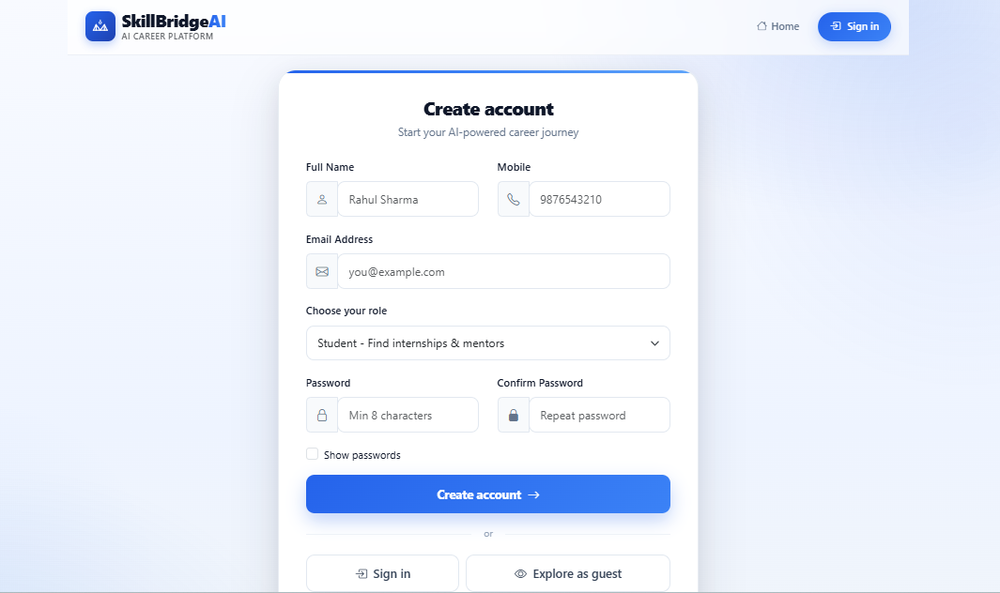 SkillBridgeAI
AI CAREER PLATFORM
Home
Sign in
Create account
Start your AI-powered career journey
Full Name
Mobile
Rahul Sharma
9876543210
Email Address
you@example.com
Choose your role
Student - Find internships & mentors
Password
Confirm Password
Min 8 characters
Repeat password
Show passwords
Create account →
or
Sign in
Explore as guest